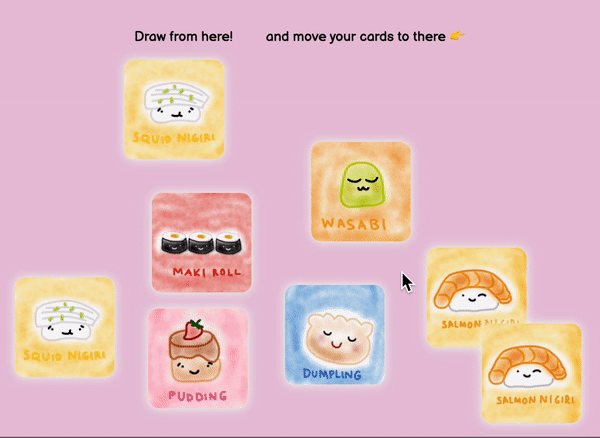 Draw from here!
and move your cards to there 👉
SQUID NIGIRI
WASABI
MAKI ROLL
SALMON NIGIRI
SQUID NIGIRI
DUMPLING
PUDDING
SALMON NIGIRI